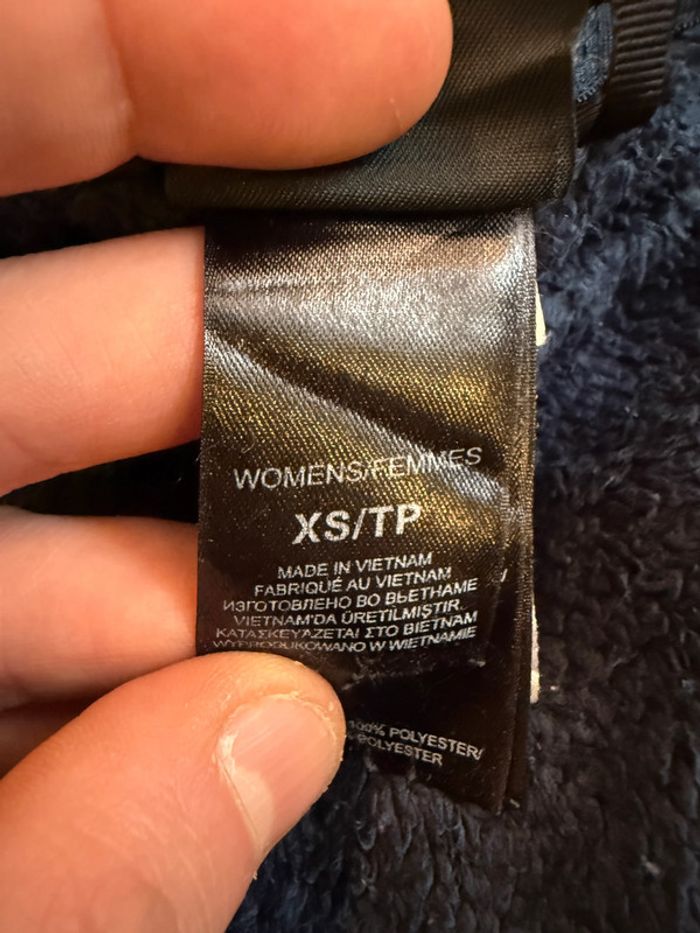 WOMENS/FEMMES
XS/TP
MADE IN VIETNAM
FABRIQUÉ AU VIETNAM
ИЗГОТОВЛЕНО ВО ВЬЕТНАМЕ
VIETNAM'DA ÜRETILMIŞTIR.
ΚΑΤΑΣΚΕΥΑΖΕΤΑΙ ΣΤΟ ΒΙΕΤΝΑΜ
WYPRODUKOWANO W WIETNAMIE
100% POLYESTER/
POLYESTER